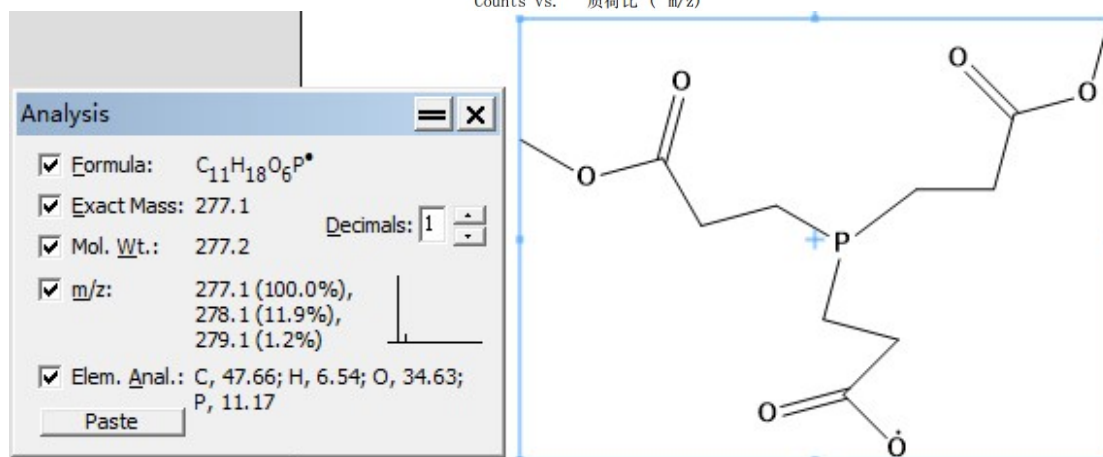 Counts vs. 质荷比 ( m/z)
Analysis
Formula: C11H18O6P•
Exact Mass: 277.1
Mol. Wt.: 277.2
Decimals: 1
m/z: 277.1 (100.0%),
278.1 (11.9%),
279.1 (1.2%)
Elem. Anal.: C, 47.66; H, 6.54; O, 34.63;
P, 11.17
Paste
O
O
O
O
P
O
O